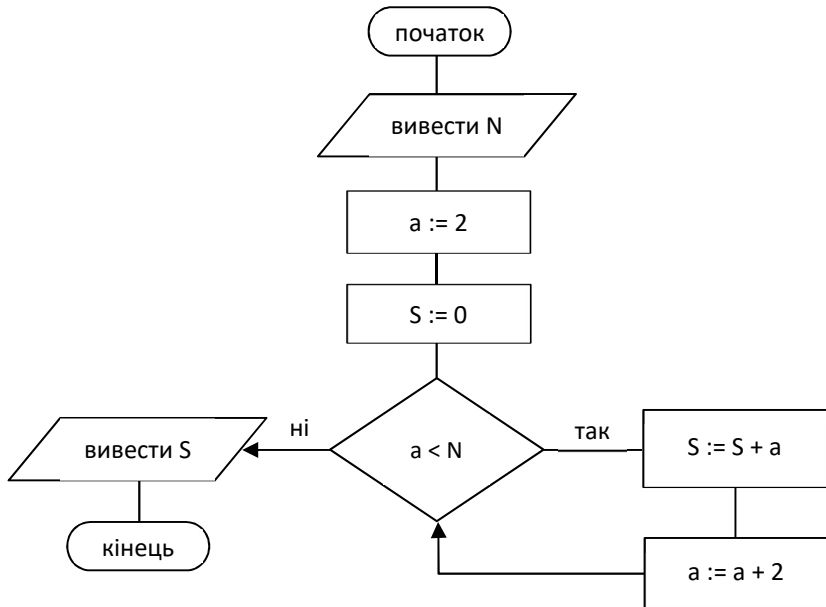 початок
вивести N
a := 2
S := 0
a < N
так
S := S + a
a := a + 2
ні
вивести S
кінець